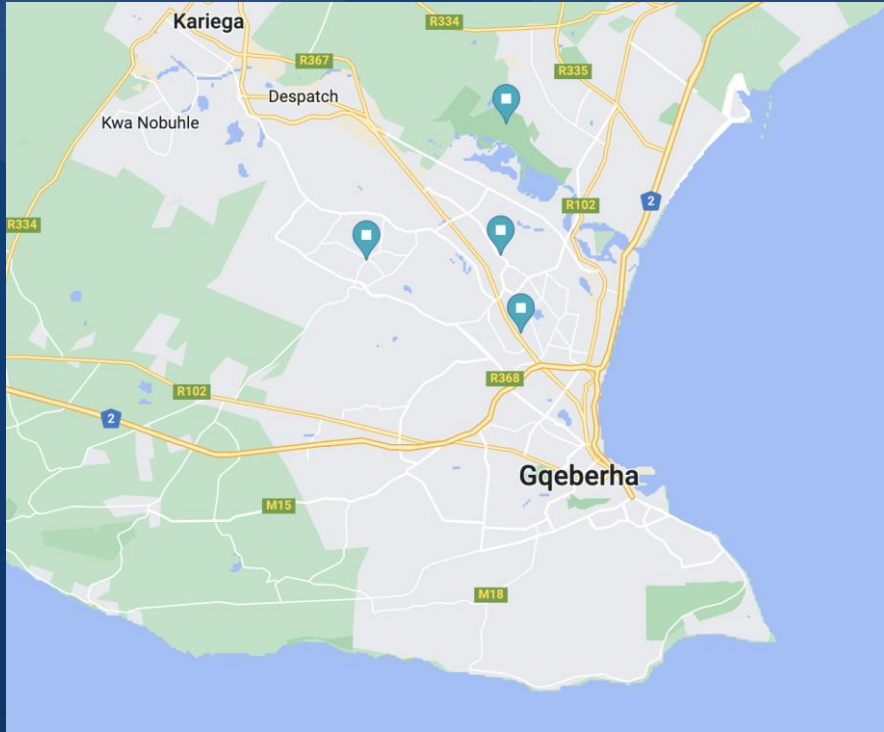 Kariega
R334
R367
R335
Despatch
Kwa Nobuhle
2
R102
R334
R368
R102
2
Gqeberha
M15
M18